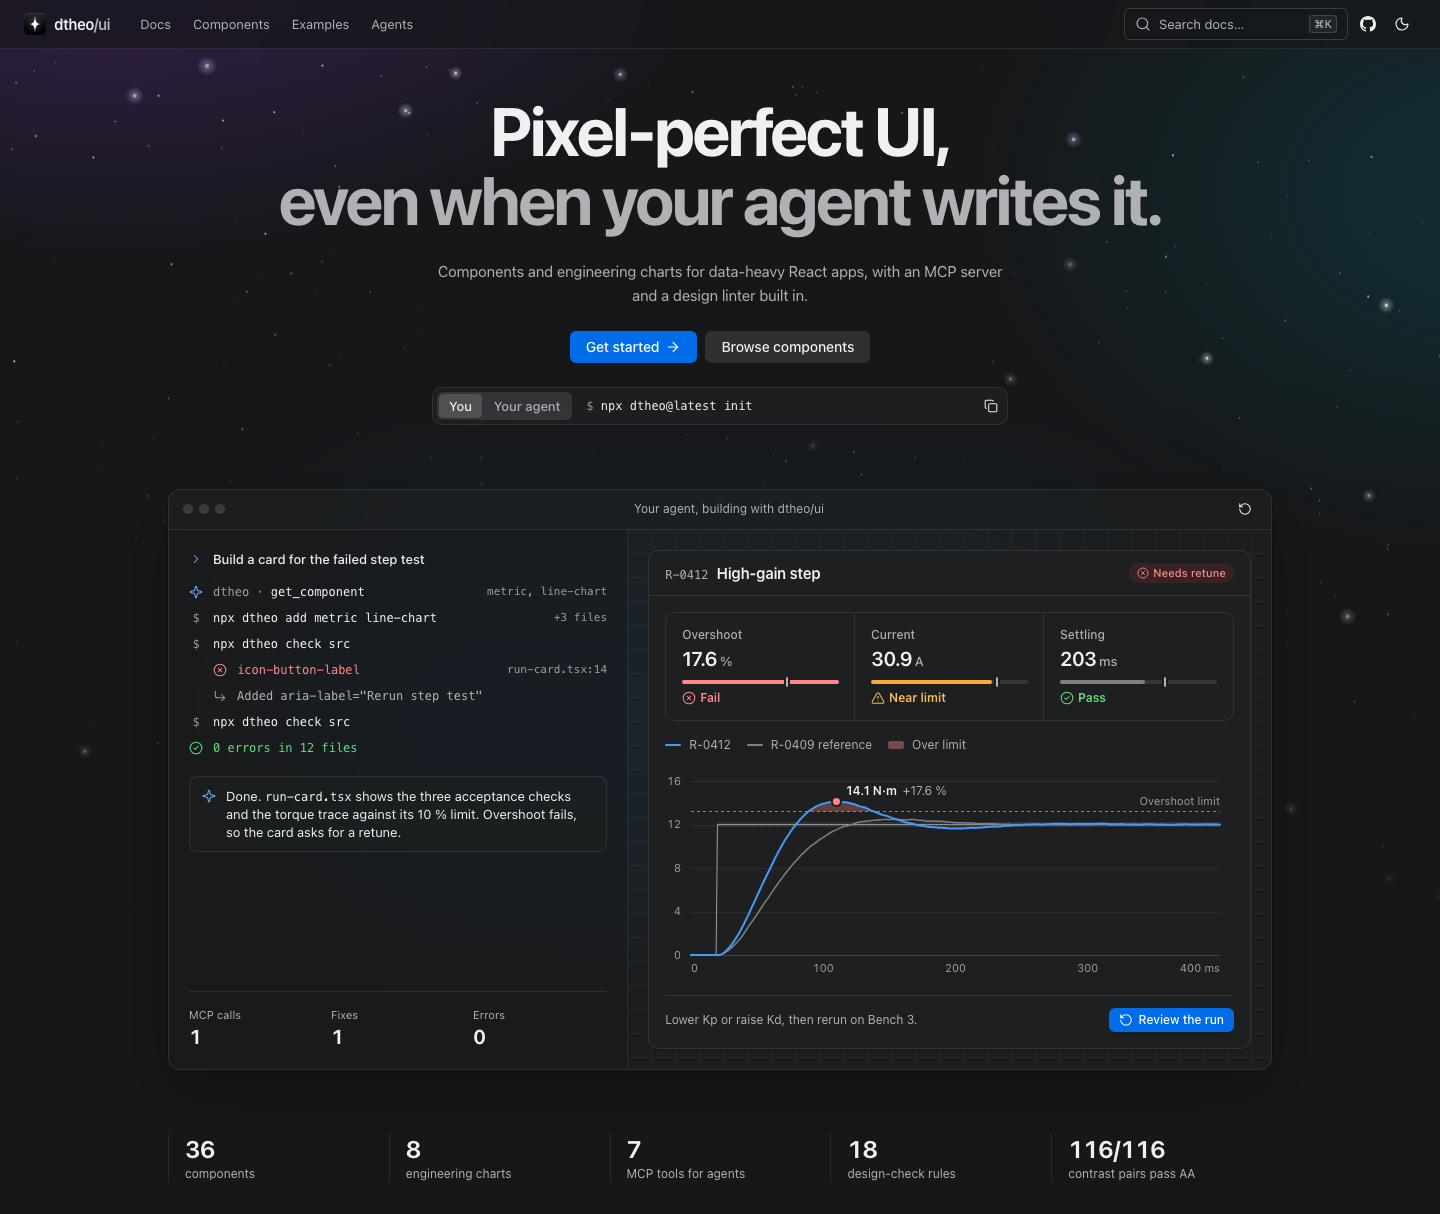 dtheo/ui Docs Components Examples Agents Search docs... ⌘K
Pixel-perfect UI,
even when your agent writes it.
Components and engineering charts for data-heavy React apps, with an MCP server
and a design linter built in.
Get started → Browse components
You Your agent $ npx dtheo@latest init
Your agent, building with dtheo/ui
Build a card for the failed step test
dtheo · get_component metric, line-chart
$ npx dtheo add metric line-chart +3 files
$ npx dtheo check src
icon-button-label run-card.tsx:14
Added aria-label="Rerun step test"
$ npx dtheo check src
0 errors in 12 files
Done. run-card.tsx shows the three acceptance checks
and the torque trace against its 10 % limit. Overshoot fails,
so the card asks for a retune.
MCP calls Fixes Errors
1 1 0
R-0412 High-gain step Needs retune
Overshoot Current Settling
17.6 % 30.9 A 203 ms
Fail Near limit Pass
R-0412 R-0409 reference Over limit
16
14.1 N·m +17.6 %
Overshoot limit
12
8
4
0
0 100 200 300 400 ms
Lower Kp or raise Kd, then rerun on Bench 3. Review the run
36 8 7 18 116/116
components engineering charts MCP tools for agents design-check rules contrast pairs pass AA